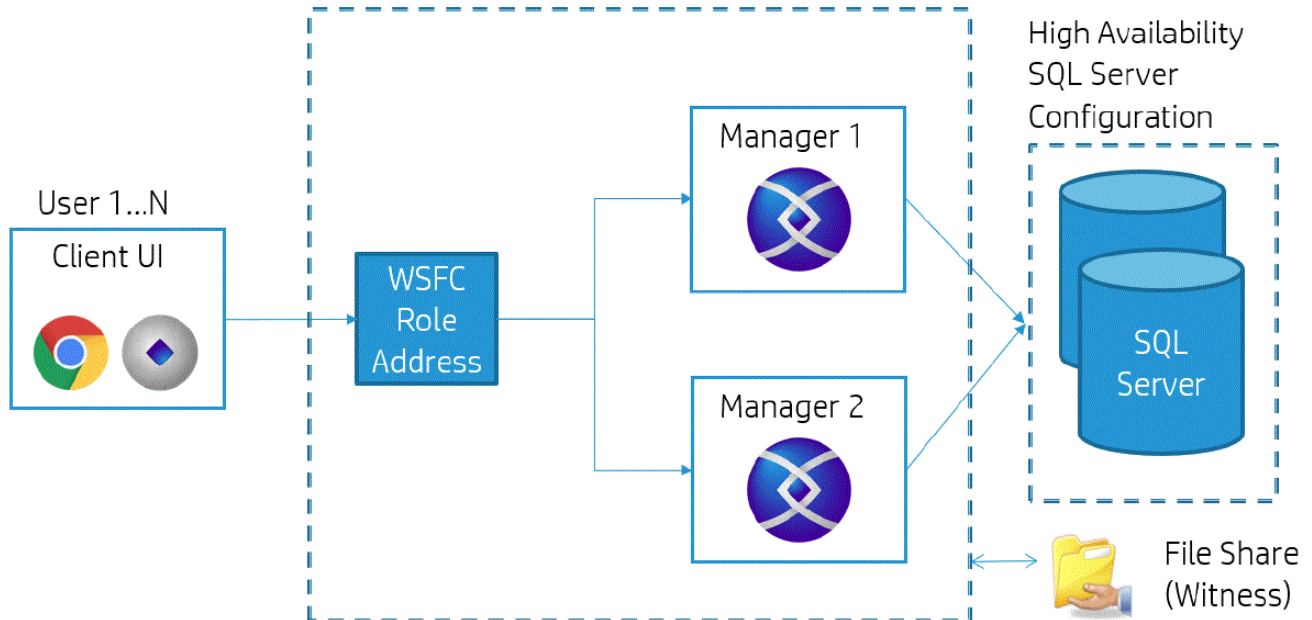 User 1...N
Client UI
WSFC
Role
Address
Manager 1
Manager 2
High Availability
SQL Server
Configuration
SQL
Server
File Share
(Witness)